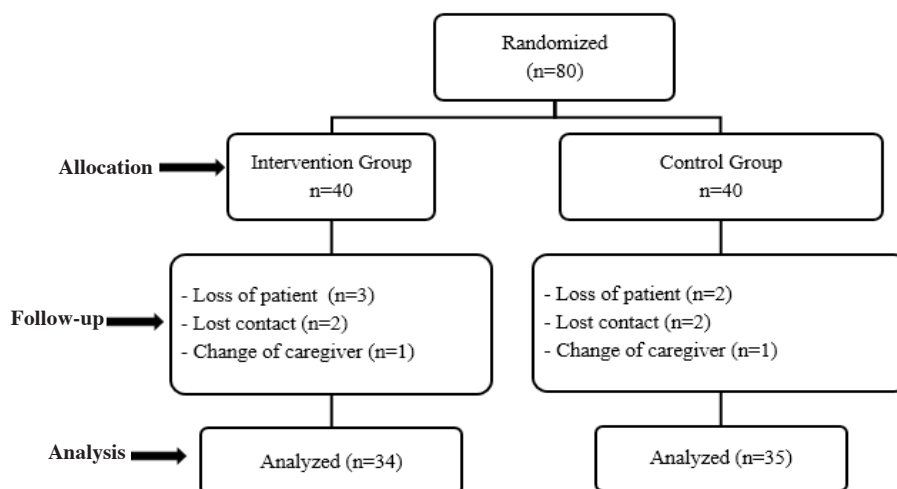 Randomized
(n=80)
Allocation
Intervention Group
n=40
Control Group
n=40
Follow-up
- Loss of patient (n=3)
- Lost contact (n=2)
- Change of caregiver (n=1)
- Loss of patient (n=2)
- Lost contact (n=2)
- Change of caregiver (n=1)
Analysis
Analyzed (n=34)
Analyzed (n=35)